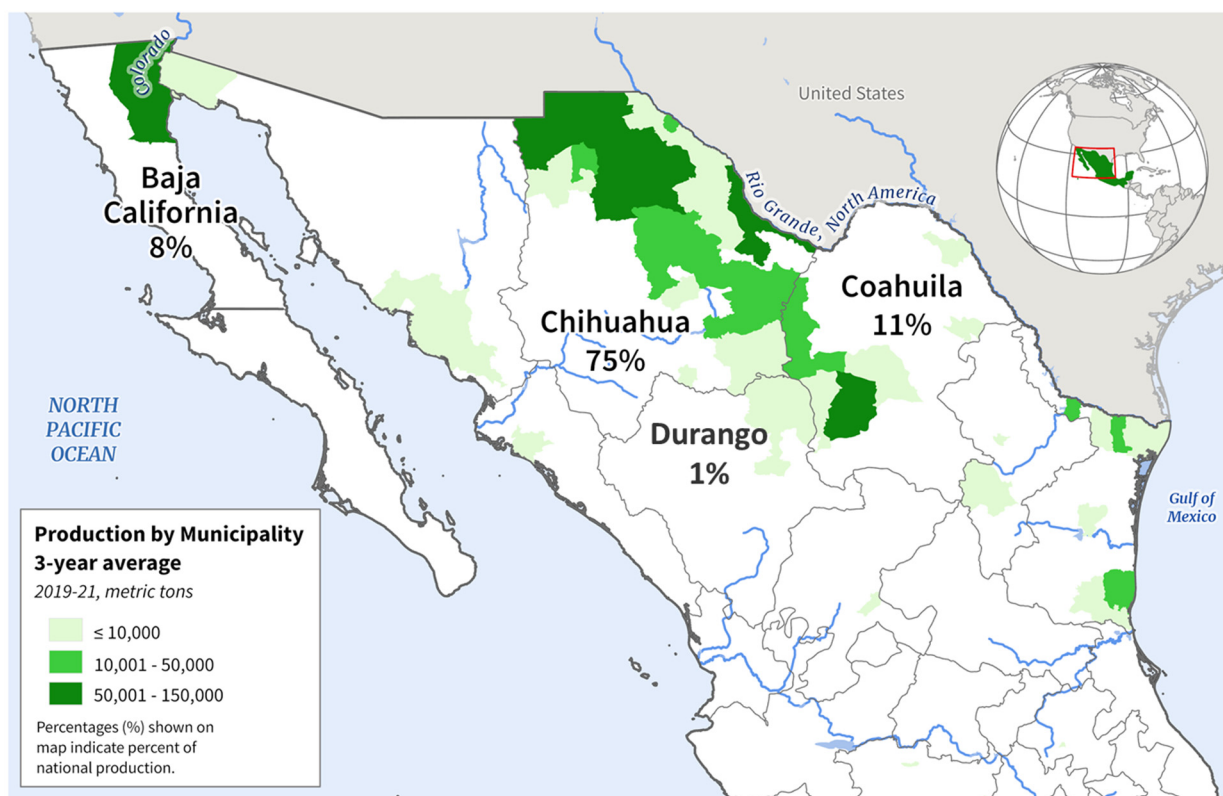 Colorado
United States
Baja
California
8%
Rio Grande, North America
Coahuila
11%
Chihuahua
75%
NORTH
PACIFIC
OCEAN
Durango
1%
Gulf of
Mexico
Production by Municipality
3-year average
2019-21, metric tons
≤ 10,000
10,001 - 50,000
50,001 - 150,000
Percentages (%) shown on
map indicate percent of
national production.